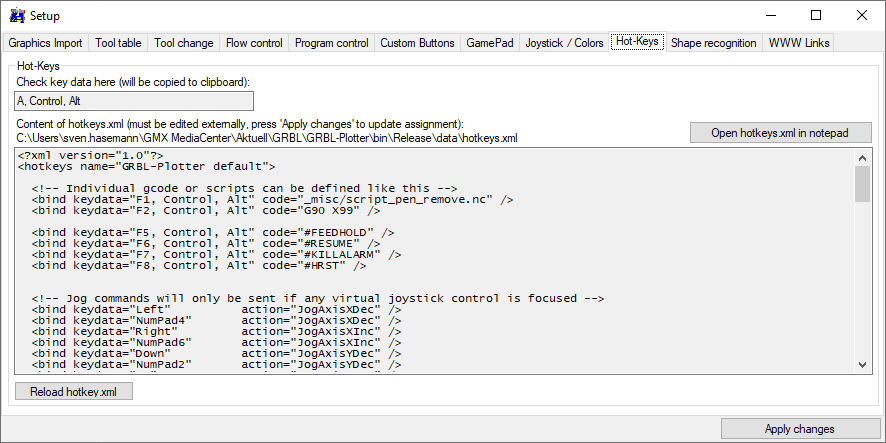 Setup
Graphics Import Tool table Tool change Flow control Program control Custom Buttons GamePad Joystick / Colors Hot-Keys Shape recognition WWW Links
Hot-Keys
Check key data here (will be copied to clipboard):
A, Control, Alt
Content of hotkeys.xml (must be edited externally, press 'Apply changes' to update assignment):
C:\Users\sven.hasemann\GMX MediaCenter\Aktuell\GRBL\GRBL-Plotter\bin\Release\data\hotkeys.xml
Open hotkeys.xml in notepad
<?xml version="1.0"?>
<hotkeys name="GRBL-Plotter default">
<!-- Individual gcode or scripts can be defined like this -->
<bind keydata="F1, Control, Alt" code="_misc/script_pen_remove.nc" />
<bind keydata="F2, Control, Alt" code="G90 X99" />
<bind keydata="F5, Control, Alt" code="#FEEDHOLD" />
<bind keydata="F6, Control, Alt" code="#RESUME" />
<bind keydata="F7, Control, Alt" code="#KILLALARM" />
<bind keydata="F8, Control, Alt" code="#HRST" />
<!-- Jog commands will only be sent if any virtual joystick control is focused -->
<bind keydata="Left" action="JogAxisXDec" />
<bind keydata="NumPad4" action="JogAxisXDec" />
<bind keydata="Right" action="JogAxisXInc" />
<bind keydata="NumPad6" action="JogAxisXInc" />
<bind keydata="Down" action="JogAxisYDec" />
<bind keydata="NumPad2" action="JogAxisYDec" />
Reload hotkey.xml
Apply changes